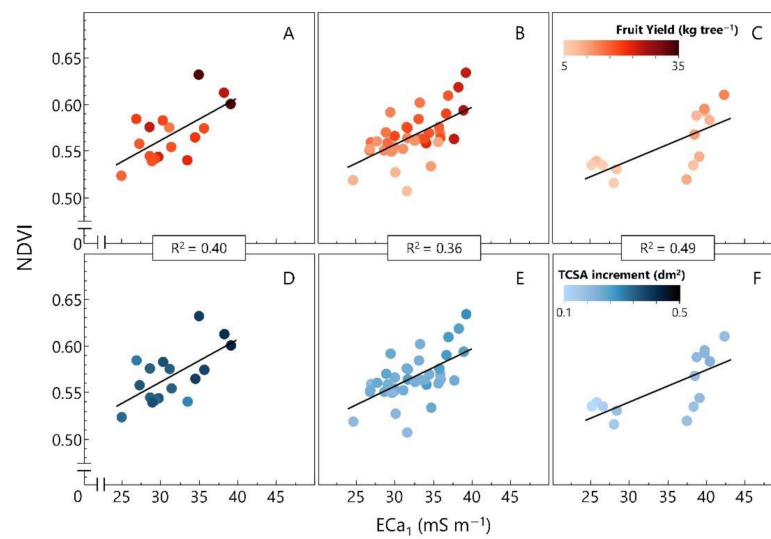 A
B
C
Fruit Yield (kg tree⁻¹)
5 35
0.65
0.60
0.55
0.50
0
NDVI
R² = 0.40
R² = 0.36
R² = 0.49
D
E
F
TCSA increment (dm²)
0.1 0.5
0.65
0.60
0.55
0.50
0 25 30 35 40 45 25 30 35 40 45 25 30 35 40 45
ECa₁ (mS m⁻¹)